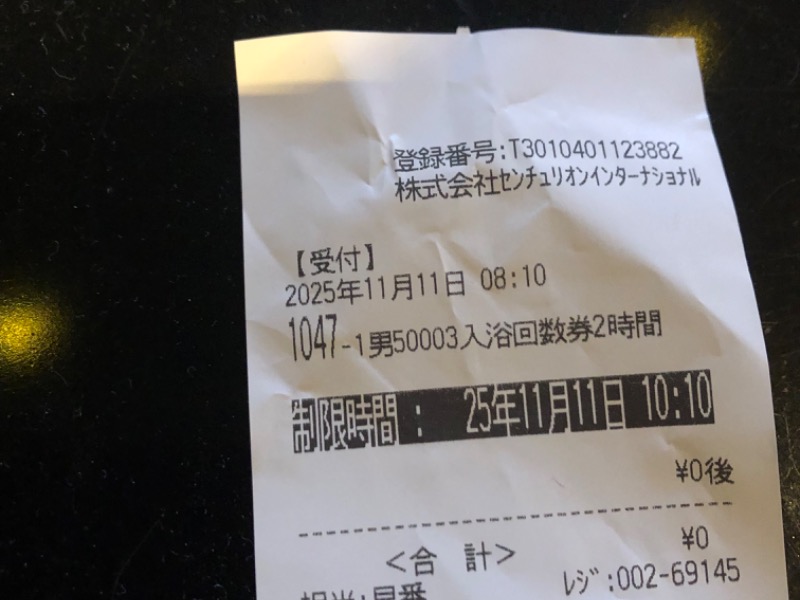 登録番号:T3010401123882
株式会社センチュリオンインターナショナル
【受付】
2025年11月11日 08:10
1047-1男50003入浴回数券2時間
制限時間 : 25年11月11日 10:10
¥0後
<合 計> ¥0
担当:早番 レジ:002-69145